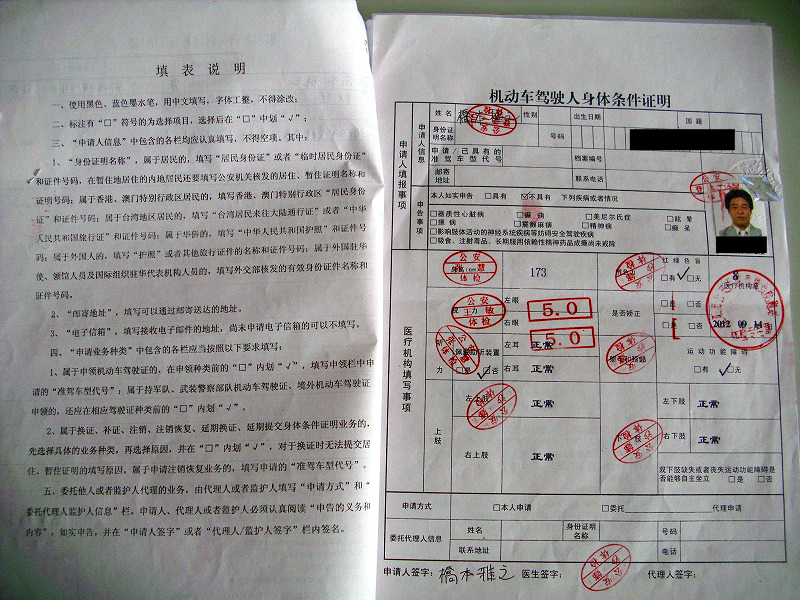 填表说明
一、使用黑色、蓝色墨水笔，用中文填写，字体工整，不得涂改；
二、标注有“□”符号的为选择项目，选择后在“□”中划“√”；
三、“申请人信息”中包含的各栏均应认真填写，不得空项，其中：
1、“身份证明名称”，属于居民的，填写“居民身份证”或者“临时居民身份证”
和证件号码，在暂住地居住的内地居民还要填写公安机关核发的居住、暂住证明名称和
证明号码；属于香港、澳门特别行政区居民的，填写香港、澳门特别行政区“居民身份
证”和证件号码；属于台湾地区居民的，填写“台湾居民来往大陆通行证”或者“中华
人民共和国旅行证”和证件号码；属于华侨的，填写“中华人民共和国护照”和证件号
码；属于外国人的，填写“护照”或者其他旅行证件的名称和证件号码；属于外国驻华
使、领馆人员及国际组织驻华代表机构人员的，填写外交部核发的有效身份证件名称和
证件号码。
2、“邮寄地址”，填写可以通过邮寄送达的地址。
3、“电子信箱”，填写接收电子邮件的地址，尚未申请电子信箱的可以不填写。
四、“申请业务种类”中包含的各栏应当按照以下要求填写：
1、属于申领机动车驾驶证的，在申领种类前的“□”内划“√”，填写申领栏中申
请的“准驾车型代号”；属于持军队、武装警察部队机动车驾驶证、境外机动车驾驶证
申领的，还应在相应驾驶证种类前的“□”内划“√”。
2、属于换证、补证、注销、注销恢复、延期换证、延期提交身体条件证明业务的，
先选择具体的业务种类，再选择原因，并在“□”内划“√”，对于换证时无法提交居
住、暂住证明的填写原因，属于申请注销恢复业务的，填写申请的“准驾车型代号”。
五、委托他人或者监护人代理的业务，由代理人或者监护人填写“申请方式”和“
委托代理人监护人信息”栏，申请人、代理人或者监护人必须认真阅读“申告的义务和
内容”，如实申告，并在“申请人签字”或者“代理人/监护人签字”栏内签名。
机动车驾驶人身体条件证明
申请人填报事项
申请人信息
姓名
性别
出生日期
国籍
身份证明名称
号码
申请/已具有的准驾车型代号
档案编号
邮寄地址
联系电话
申告事项
本人如实申告 □具有 ☑不具有 下列疾病或者情况
□器质性心脏病 □癫痫 □美尼尔氏症 □眩晕
□癔病 □震颤麻痹 □精神病 □痴呆
□影响肢体活动的神经系统疾病等妨碍安全驾驶疾病
□吸食、注射毒品、长期服用依赖性精神药品成瘾尚未戒除
医疗机构填写事项
身高(cm)
173
红绿色盲
□有 ☑无
左眼
5.0
右眼
5.0
是否矫正
□是 □否
□是 □否
医疗机构章
2012 09
公安
体检
左耳 正常
右耳 正常
运动功能障碍
□有 ☑无
上肢
左上肢
正常
右上肢
正常
左下肢
正常
右下肢
正常
双下肢缺失或者丧失运动功能障碍是否能够自主坐立 □是 □否
申请方式
□本人申请
□委托 代理申请
委托代理人信息
姓名
身份证明名称
号码
联系地址
电话
申请人签字：橋本雅之
医生签字：
代理人签字：